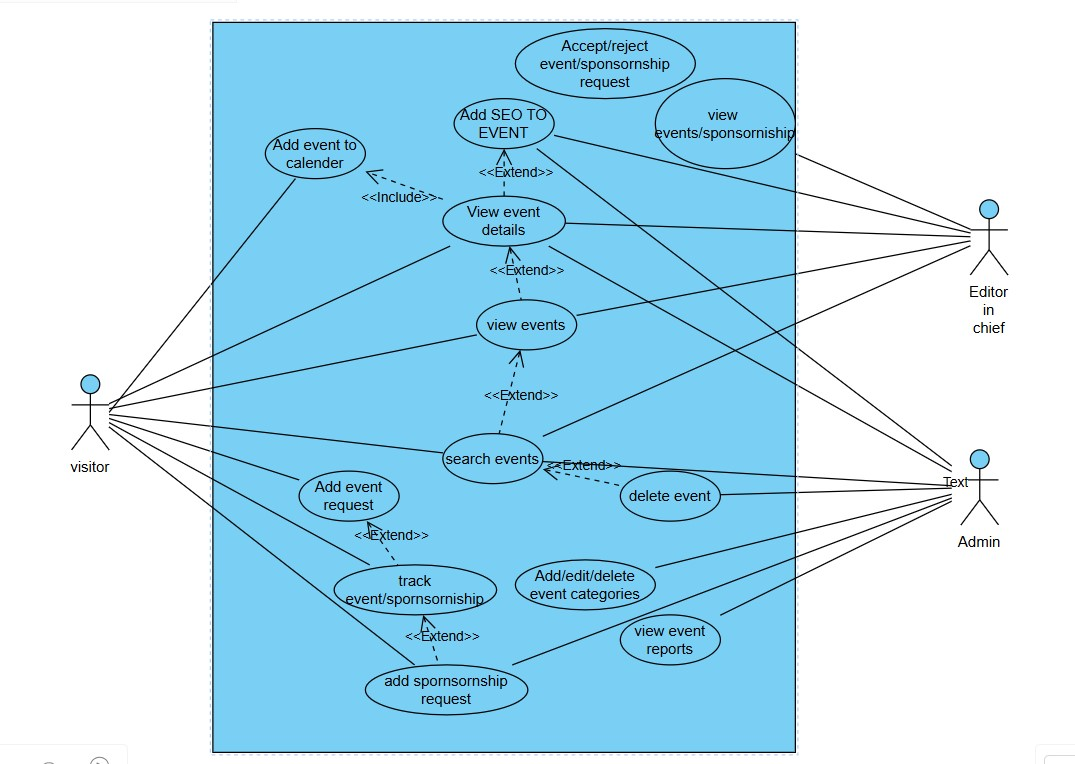 Accept/reject
event/sponsornship
request
view
events/sponsorniship
Add SEO TO
EVENT
Add event to
calender
<<Extend>>
<<Include>>
View event
details
<<Extend>>
view events
Editor
in
chief
<<Extend>>
visitor
search events
<<Extend>>
delete event
Text
Admin
Add event
request
<<Extend>>
track
event/spornsorniship
Add/edit/delete
event categories
<<Extend>>
view event
reports
add spornsornship
request